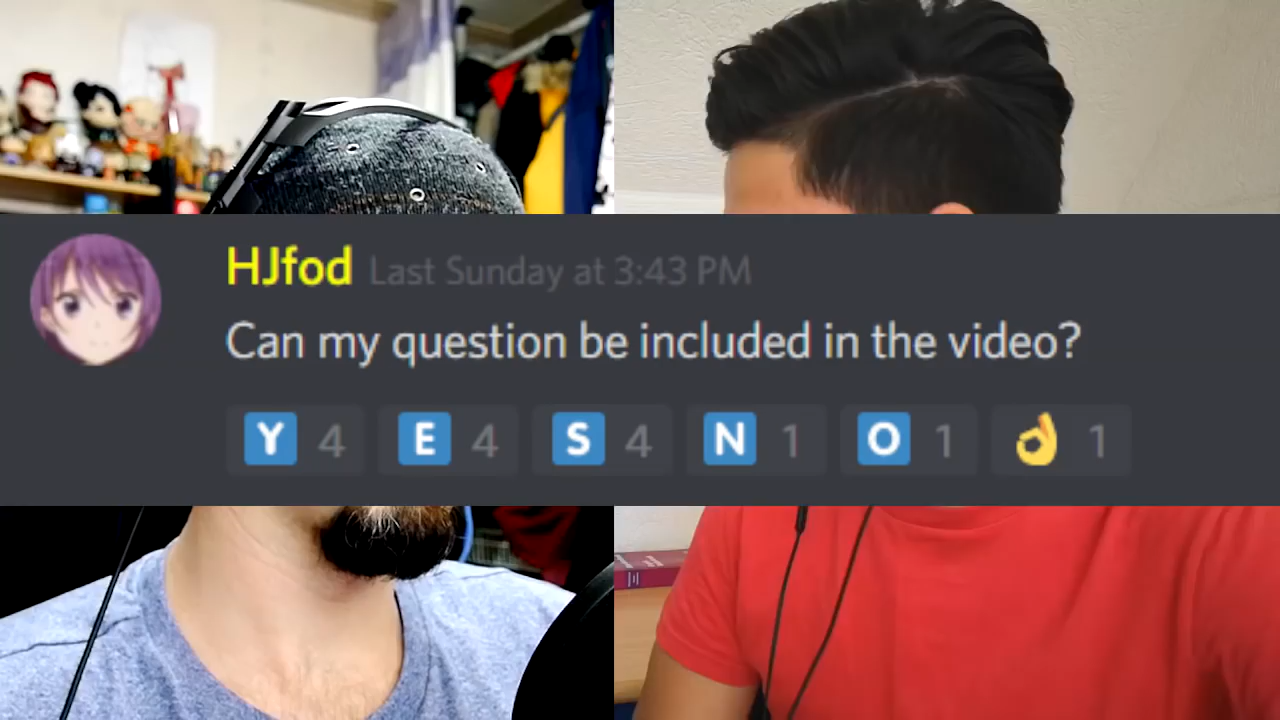 HJfod Last Sunday at 3:43 PM
Can my question be included in the video?
Y 4 E 4 S 4 N 1 O 1 👌 1